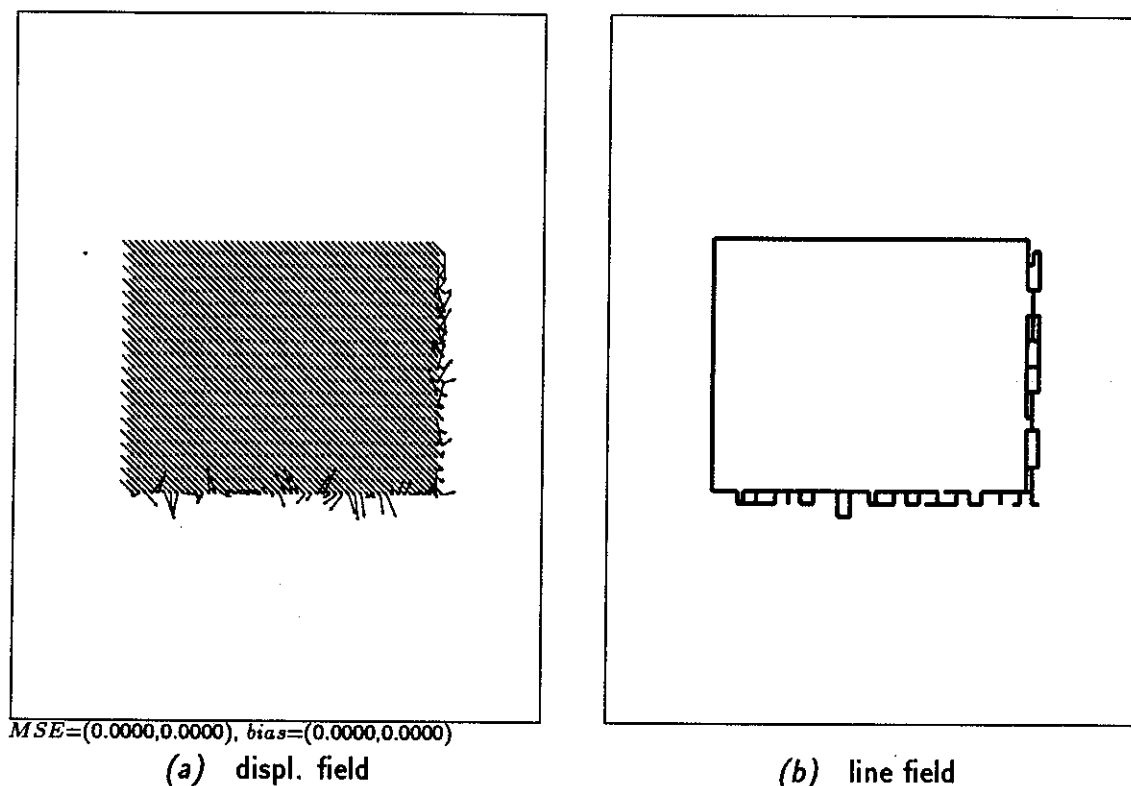 MSE=(0.0000,0.0000), bias=(0.0000,0.0000)
(a) displ. field
(b) line field